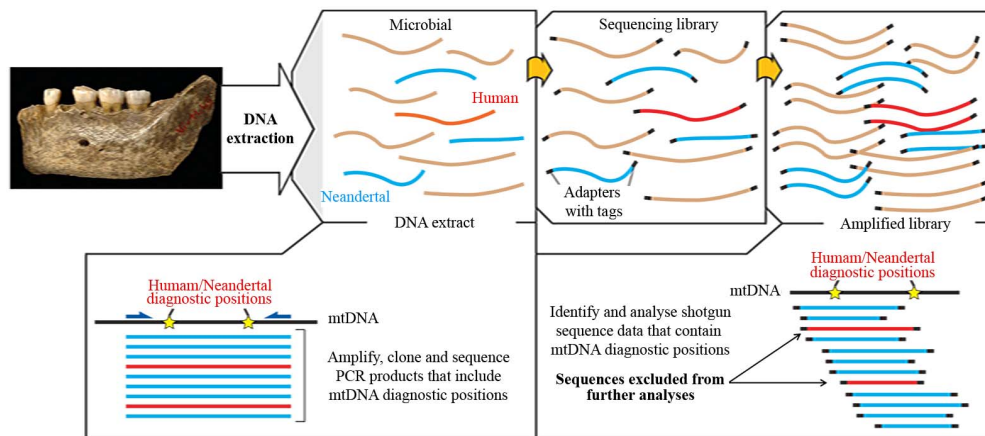 Microbial
Sequencing library
DNA
extraction
Human
Neandertal
Adapters
with tags
DNA extract
Amplified library
Humam/Neandertal
diagnostic positions
mtDNA
Amplify, clone and sequence
PCR products that include
mtDNA diagnostic positions
Humam/Neandertal
diagnostic positions
mtDNA
Identify and analyse shotgun
sequence data that contain
mtDNA diagnostic positions
Sequences excluded from
further analyses